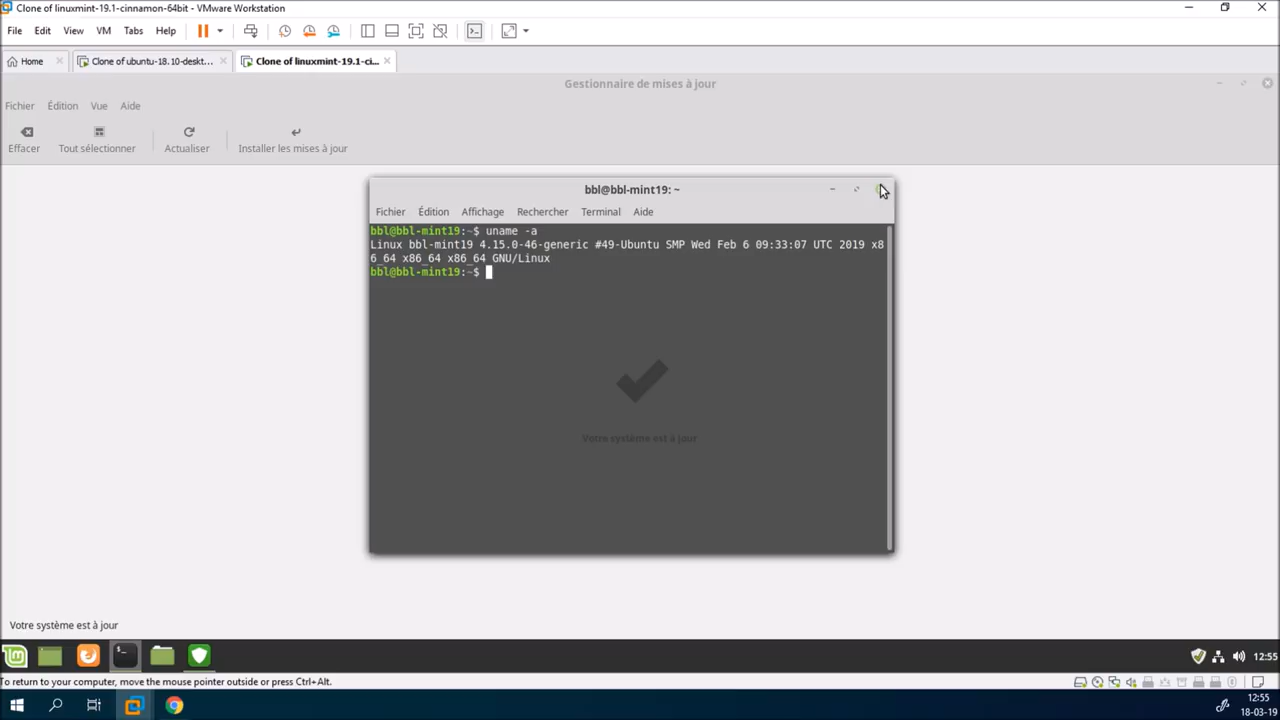 Clone of linuxmint-19.1-cinnamon-64bit - VMware Workstation
File Edit View VM Tabs Help
Home Clone of ubuntu-18.10-deskt... Clone of linuxmint-19.1-ci...
Gestionnaire de mises à jour
Fichier Édition Vue Aide
Effacer Tout sélectionner Actualiser Installer les mises à jour
bbl@bbl-mint19: ~
Fichier Édition Affichage Rechercher Terminal Aide
bbl@bbl-mint19:~$ uname -a
Linux bbl-mint19 4.15.0-46-generic #49-Ubuntu SMP Wed Feb 6 09:33:07 UTC 2019 x8
6_64 x86_64 x86_64 GNU/Linux
bbl@bbl-mint19:~$
Votre système est à jour
Votre système est à jour
12:55
To return to your computer, move the mouse pointer outside or press Ctrl+Alt.
12:55
18-03-19